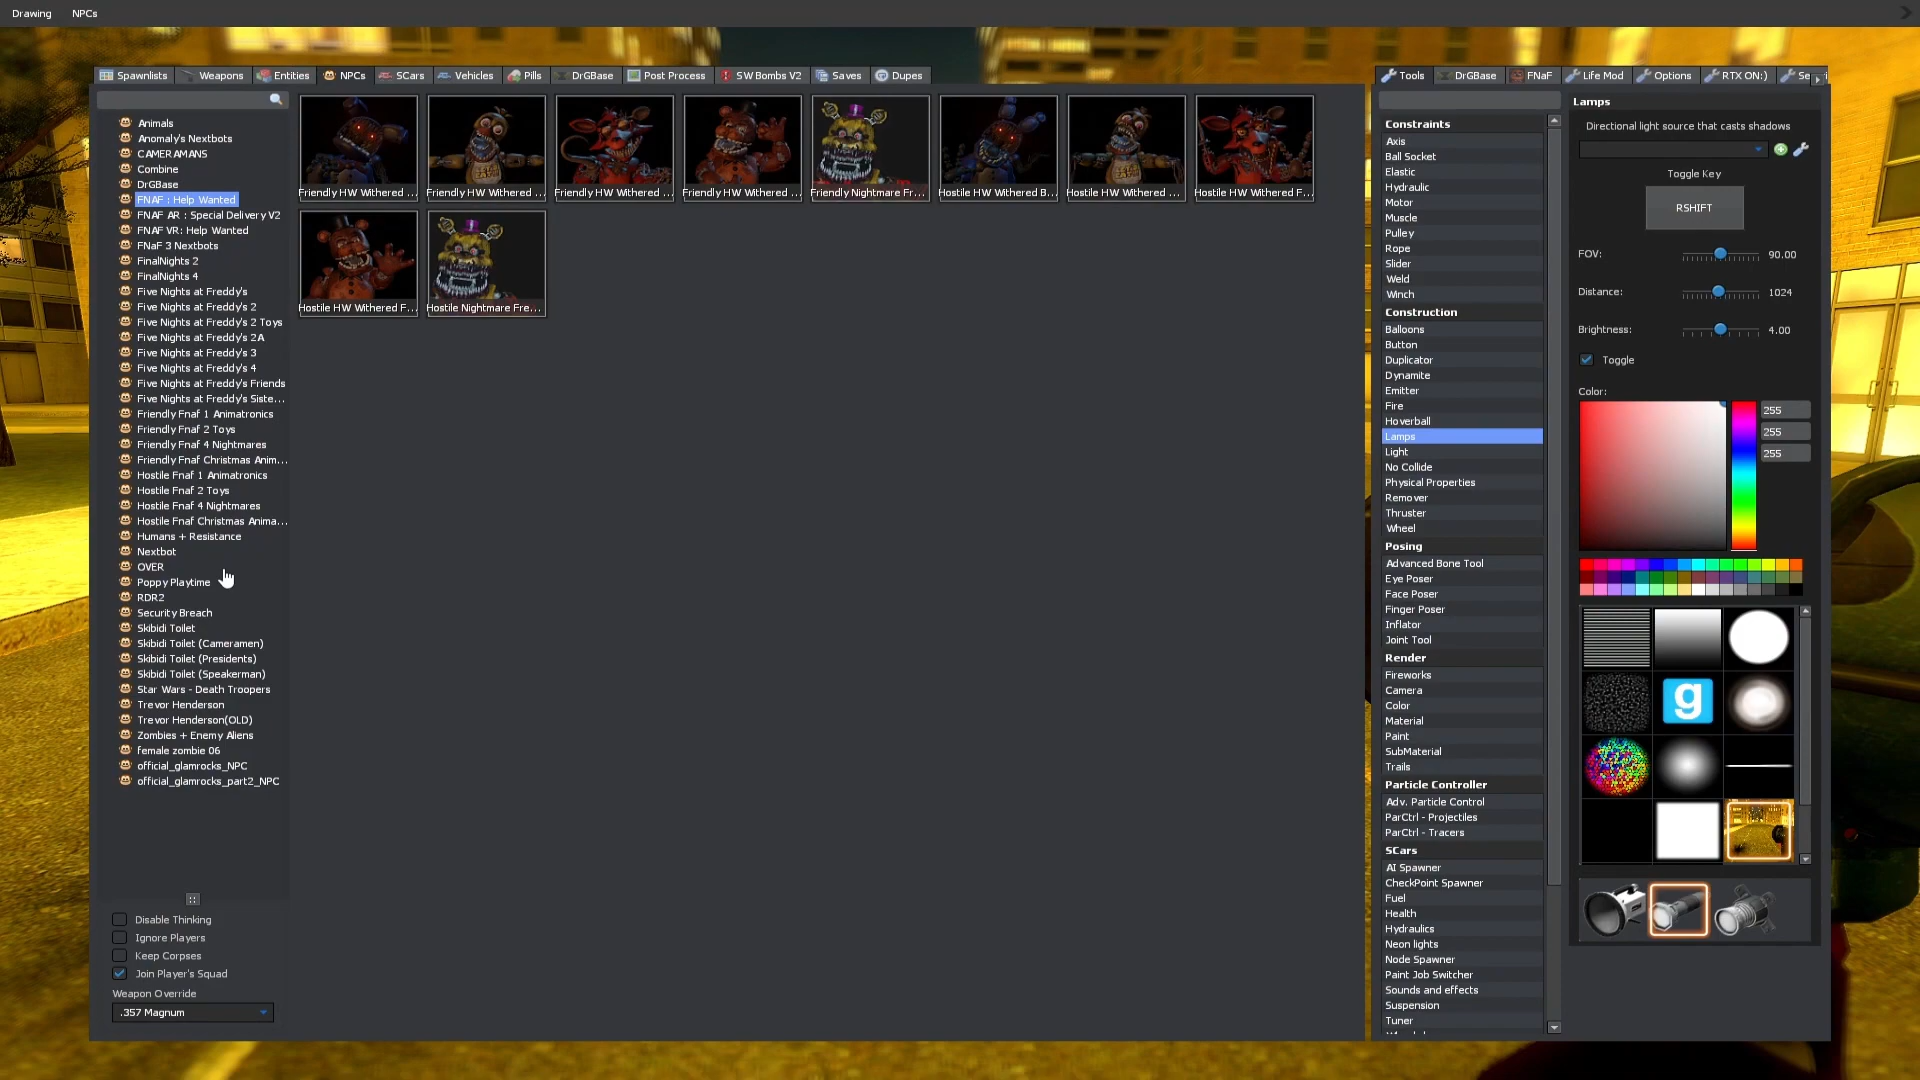 Drawing NPCs
Spawnlists Weapons Entities NPCs SCars Vehicles Pills DrGBase Post Process SW Bombs V2 Saves Dupes
Animals
Anomaly's Nextbots
CAMERAMANS
Combine
DrGBase
FNAF : Help Wanted
FNAF AR : Special Delivery V2
FNAF VR: Help Wanted
FNaF 3 Nextbots
FinalNights 2
FinalNights 4
Five Nights at Freddy's
Five Nights at Freddy's 2
Five Nights at Freddy's 2 Toys
Five Nights at Freddy's 2A
Five Nights at Freddy's 3
Five Nights at Freddy's 4
Five Nights at Freddy's Friends
Five Nights at Freddy's Siste...
Friendly Fnaf 1 Animatronics
Friendly Fnaf 2 Toys
Friendly Fnaf 4 Nightmares
Friendly Fnaf Christmas Anim...
Hostile Fnaf 1 Animatronics
Hostile Fnaf 2 Toys
Hostile Fnaf 4 Nightmares
Hostile Fnaf Christmas Anima...
Humans + Resistance
Nextbot
OVER
Poppy Playtime
RDR2
Security Breach
Skibidi Toilet
Skibidi Toilet (Cameramen)
Skibidi Toilet (Presidents)
Skibidi Toilet (Speakerman)
Star Wars - Death Troopers
Trevor Henderson
Trevor Henderson(OLD)
Zombies + Enemy Aliens
female zombie 06
official_glamrocks_NPC
official_glamrocks_part2_NPC
Disable Thinking
Ignore Players
Keep Corpses
Join Player's Squad
Weapon Override
.357 Magnum
Friendly HW Withered ... Friendly HW Withered ... Friendly HW Withered ... Friendly HW Withered ... Friendly Nightmare Fr... Hostile HW Withered B... Hostile HW Withered ... Hostile HW Withered F...
Hostile HW Withered F... Hostile Nightmare Fre...
Tools DrGBase FNaF Life Mod Options RTX ON:)
Constraints
Axis
Ball Socket
Elastic
Hydraulic
Motor
Muscle
Pulley
Rope
Slider
Weld
Winch
Construction
Balloons
Button
Duplicator
Dynamite
Emitter
Fire
Hoverball
Lamps
Light
No Collide
Physical Properties
Remover
Thruster
Wheel
Posing
Advanced Bone Tool
Eye Poser
Face Poser
Finger Poser
Inflator
Joint Tool
Render
Fireworks
Camera
Color
Material
Paint
SubMaterial
Trails
Particle Controller
Adv. Particle Control
ParCtrl - Projectiles
ParCtrl - Tracers
SCars
AI Spawner
CheckPoint Spawner
Fuel
Health
Hydraulics
Neon lights
Node Spawner
Paint Job Switcher
Sounds and effects
Suspension
Tuner
Lamps
Directional light source that casts shadows
Toggle Key
RSHIFT
FOV: 90.00
Distance: 1024
Brightness: 4.00
Toggle
Color:
255
255
255
g